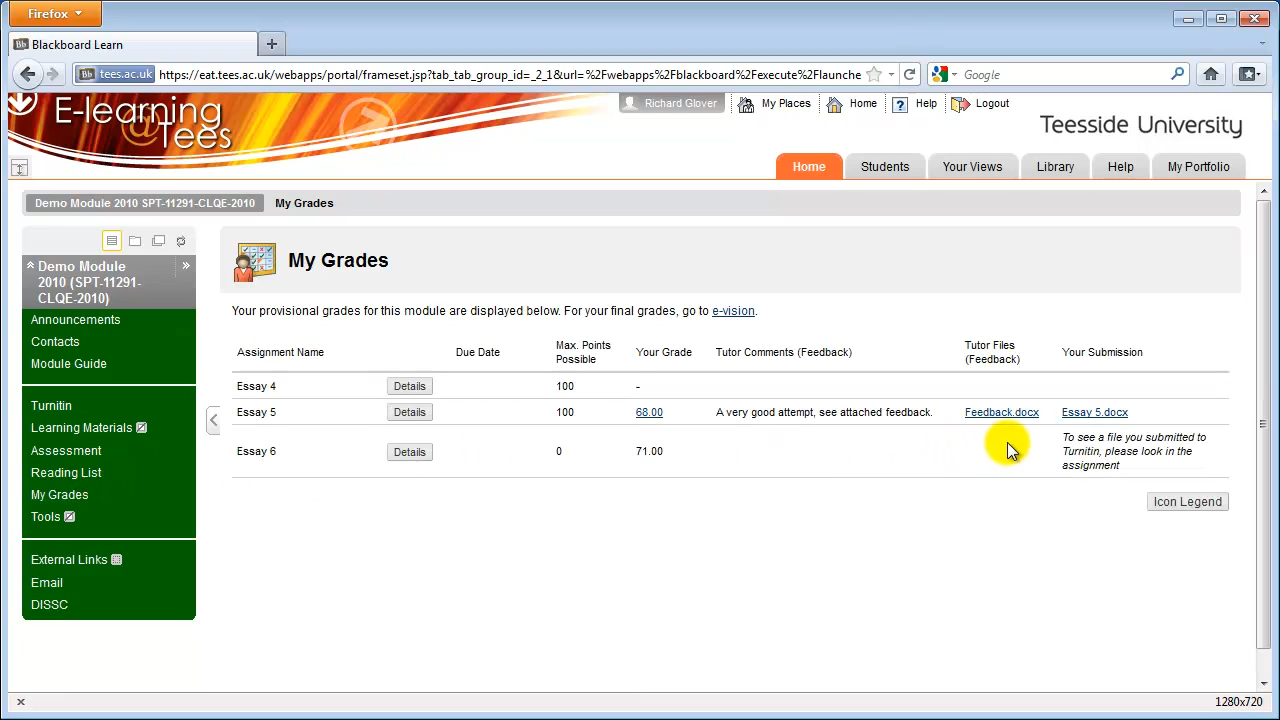 Firefox
Blackboard Learn
tees.ac.uk https://eat.tees.ac.uk/webapps/portal/frameset.jsp?tab_tab_group_id=_2_1&url=%2Fwebapps%2Fblackboard%2Fexecute%2Flaunche
Google
E-learning
@Tees
Richard Glover My Places Home Help Logout
Teesside University
Home Students Your Views Library Help My Portfolio
Demo Module 2010 SPT-11291-CLQE-2010 My Grades
Demo Module
2010 (SPT-11291-
CLQE-2010)
Announcements
Contacts
Module Guide
Turnitin
Learning Materials
Assessment
Reading List
My Grades
Tools
External Links
Email
DISSC
My Grades
Your provisional grades for this module are displayed below. For your final grades, go to e-vision.
Assignment Name Due Date Max. Points Possible Your Grade Tutor Comments (Feedback) Tutor Files (Feedback) Your Submission
Essay 4 Details 100 -
Essay 5 Details 100 68.00 A very good attempt, see attached feedback. Feedback.docx Essay 5.docx
Essay 6 Details 0 71.00 To see a file you submitted to
Turnitin, please look in the
assignment
Icon Legend
1280x720